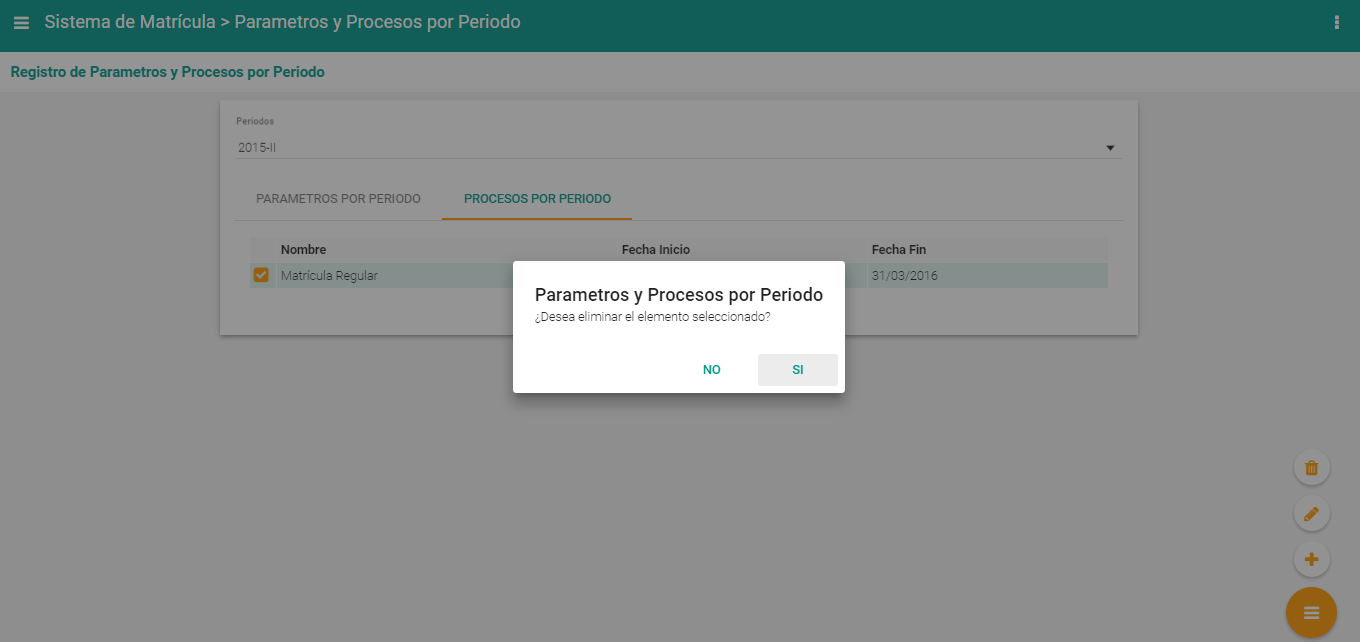 Sistema de Matrícula > Parametros y Procesos por Periodo
Registro de Parametros y Procesos por Periodo
Periodos
2015-II
PARAMETROS POR PERIODO PROCESOS POR PERIODO
Nombre Fecha Inicio Fecha Fin
Matrícula Regular 31/03/2016
Parametros y Procesos por Periodo
¿Desea eliminar el elemento seleccionado?
NO SI